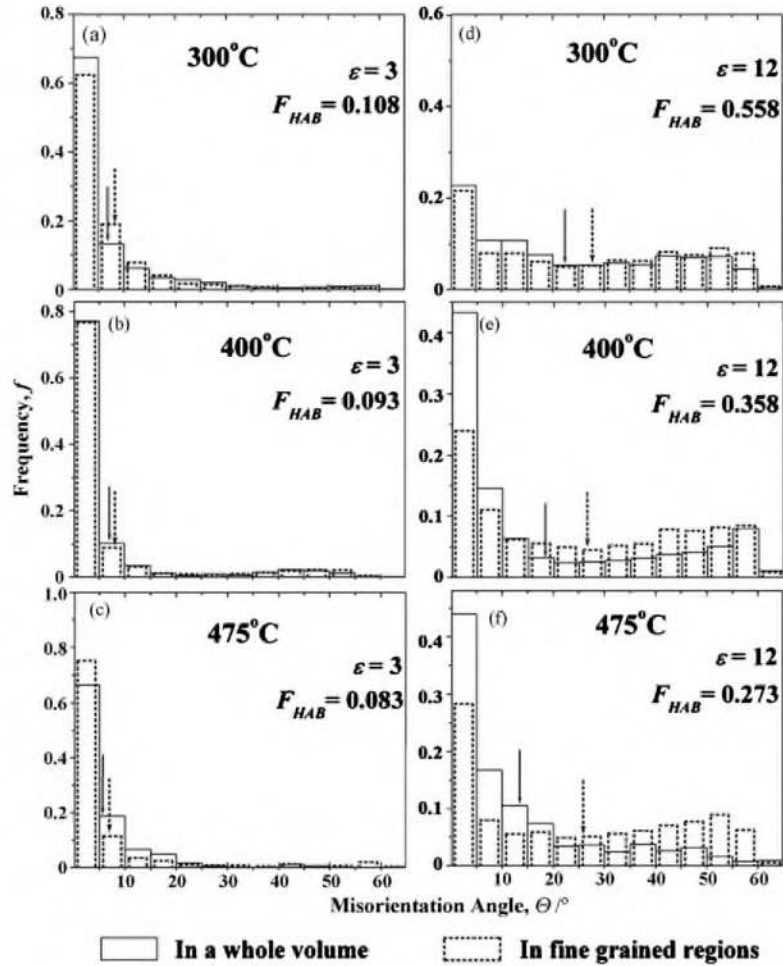 (a)
300°C
ε = 3
F_HAB = 0.108
0.8
0.6
0.4
0.2
0
(d)
300°C
ε = 12
F_HAB = 0.558
0.6
0.4
0.2
0
(b)
400°C
ε = 3
F_HAB = 0.093
0.8
0.6
0.4
0.2
0
(e)
400°C
ε = 12
F_HAB = 0.358
0.4
0.3
0.2
0.1
0
(c)
475°C
ε = 3
F_HAB = 0.083
1.0
0.8
0.6
0.4
0.2
0
10 20 30 40 50 60
(f)
475°C
ε = 12
F_HAB = 0.273
0.4
0.3
0.2
0.1
0
10 20 30 40 50 60
Frequency, f
Misorientation Angle, Θ/°
In a whole volume
In fine grained regions